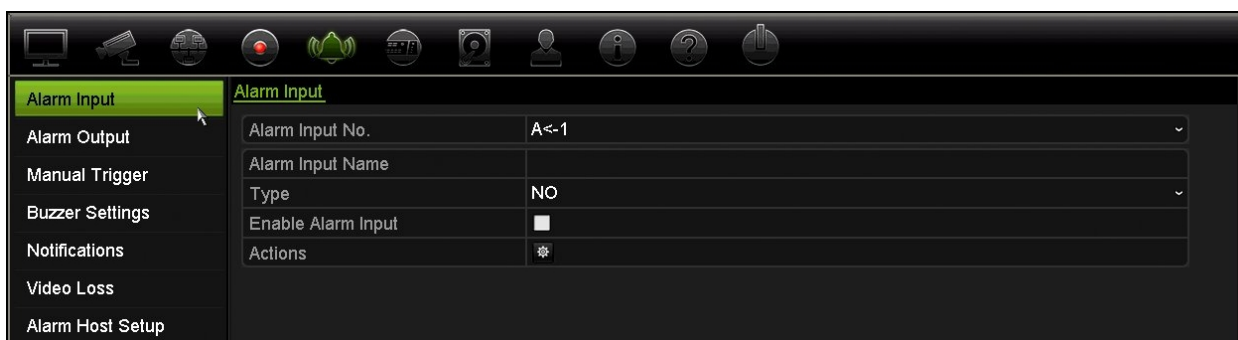 Alarm Input
Alarm Output
Manual Trigger
Buzzer Settings
Notifications
Video Loss
Alarm Host Setup
Alarm Input
Alarm Input No. A<-1
Alarm Input Name
Type NO
Enable Alarm Input
Actions